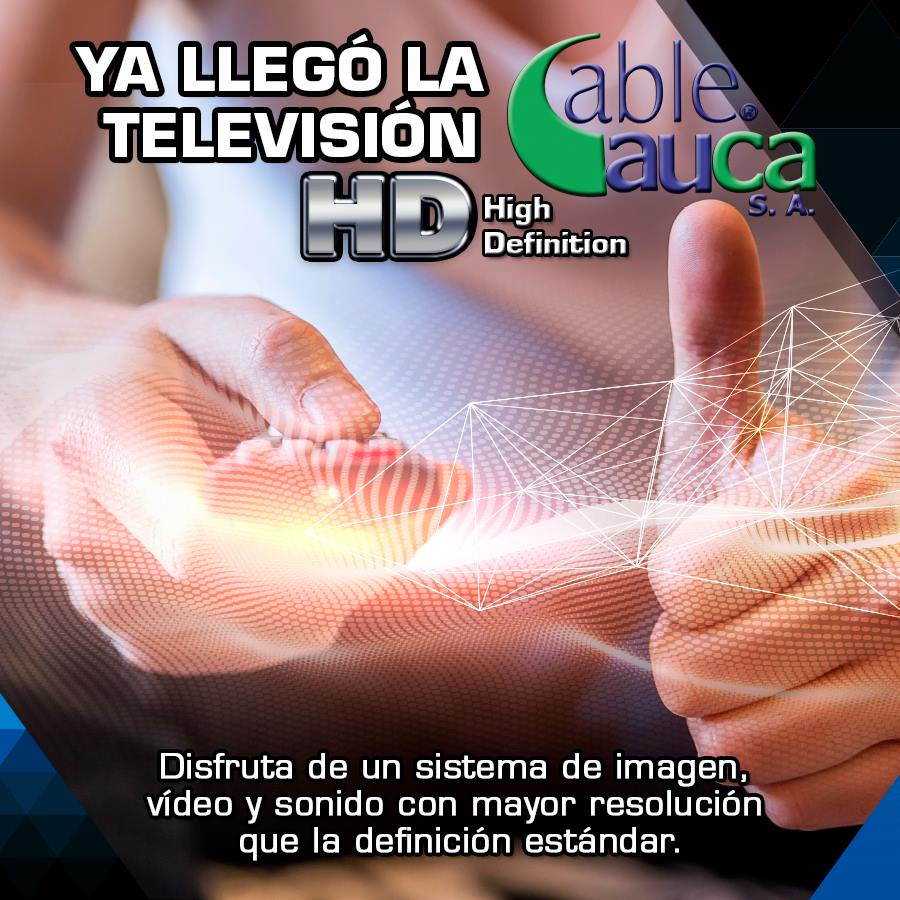 YA LLEGÓ LA
TELEVISIÓN
HD High
Definition
Cable®
Cauca
S. A.
Disfruta de un sistema de imagen,
vídeo y sonido con mayor resolución
que la definición estándar.